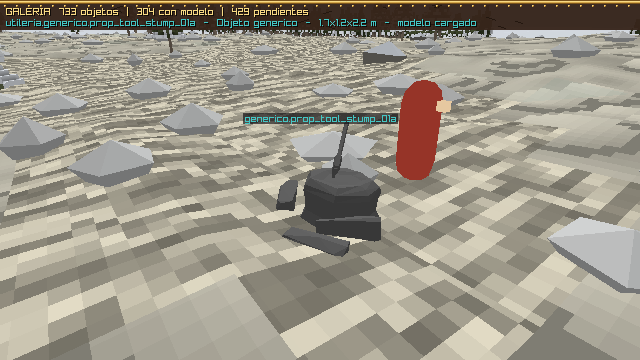 GALERÍA  733 objetos | 304 con modelo | 429 pendientes
utileria.generico.prop_tool_stump_01a  -  Objeto generico  -  1.7x1.2x2.2 m  -  modelo cargado
generico.prop_tool_stump_01a